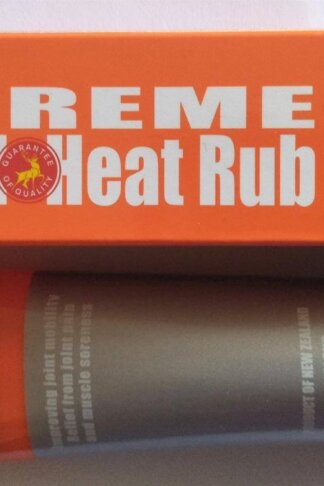 REME
Heat Rub
GUARANTEE
OF QUALITY
improving joint mobility
Relief from joint pain
and muscle soreness
PRODUCT OF NEW ZEALAND